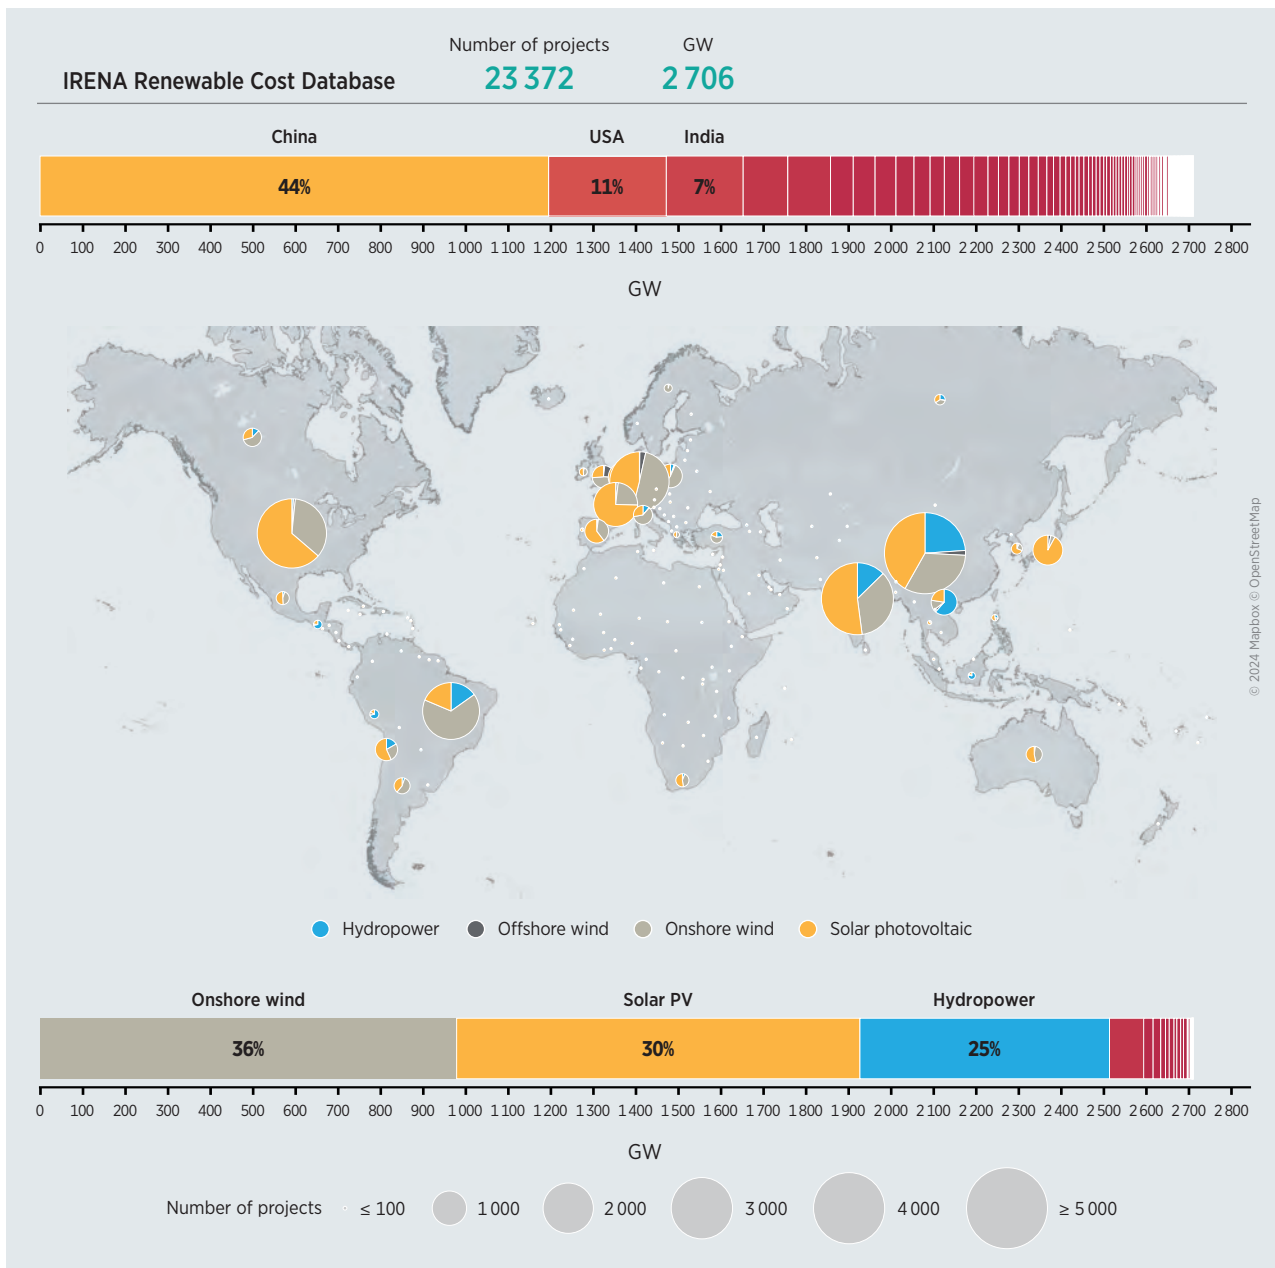 Number of projects GW
IRENA Renewable Cost Database 23 372 2 706
China USA India
44% 11% 7%
0 100 200 300 400 500 600 700 800 900 1 000 1 100 1 200 1 300 1 400 1 500 1 600 1 700 1 800 1 900 2 000 2 100 2 200 2 300 2 400 2 500 2 600 2 700 2 800
GW
© 2024 Mapbox © OpenStreetMap
Hydropower Offshore wind Onshore wind Solar photovoltaic
Onshore wind Solar PV Hydropower
36% 30% 25%
0 100 200 300 400 500 600 700 800 900 1 000 1 100 1 200 1 300 1 400 1 500 1 600 1 700 1 800 1 900 2 000 2 100 2 200 2 300 2 400 2 500 2 600 2 700 2 800
GW
Number of projects ≤ 100 1 000 2 000 3 000 4 000 ≥ 5 000